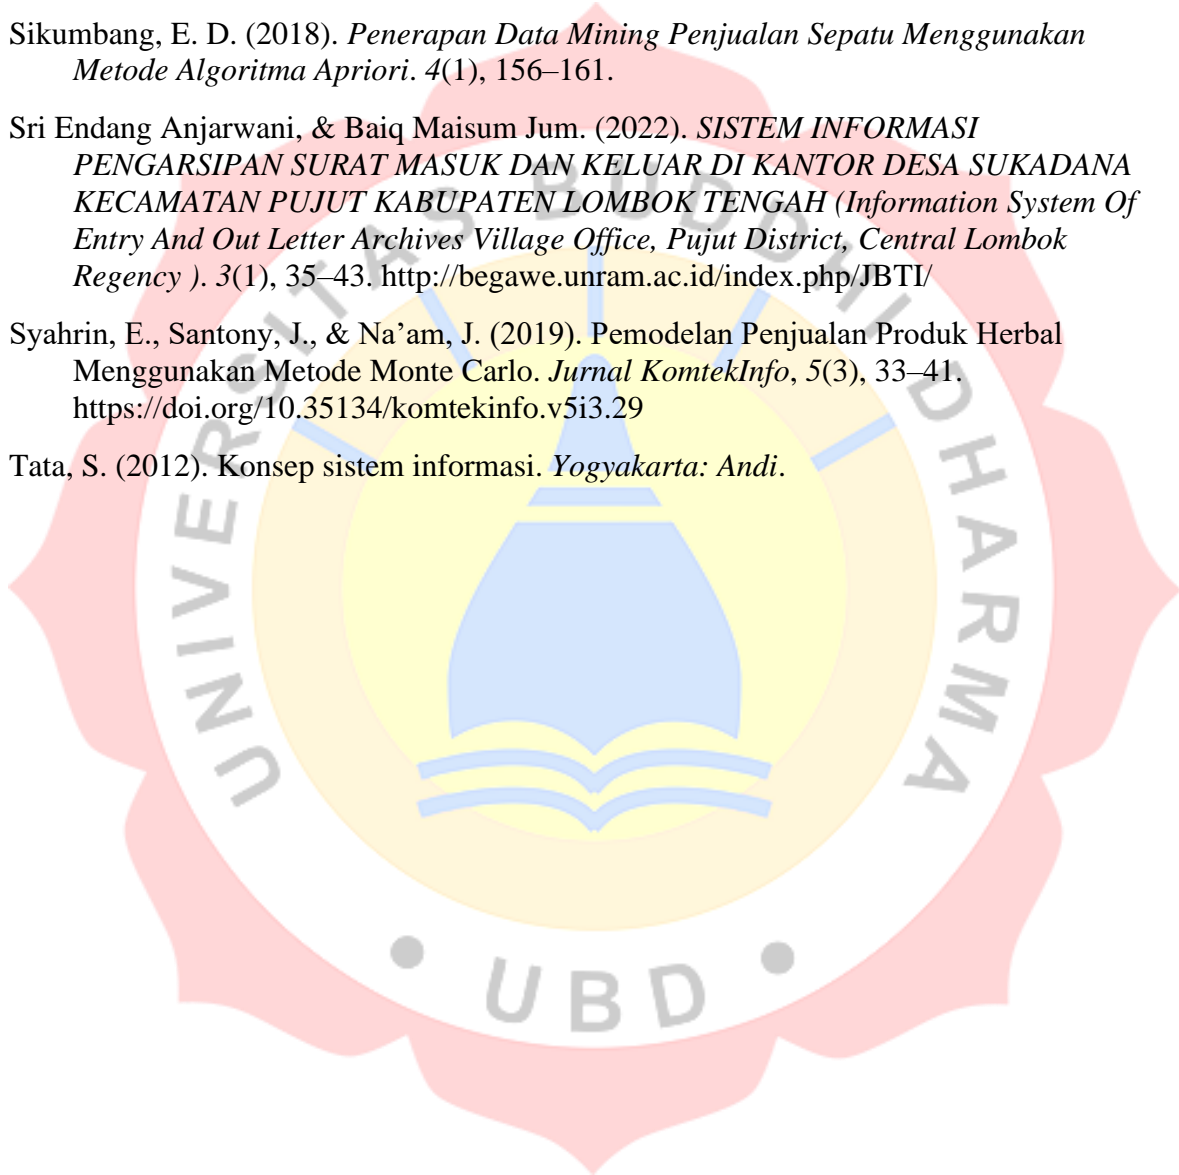 Sikumbang, E. D. (2018). Penerapan Data Mining Penjualan Sepatu Menggunakan
Metode Algoritma Apriori. 4(1), 156–161.
Sri Endang Anjarwani, & Baiq Maisum Jum. (2022). SISTEM INFORMASI
PENGARSIPAN SURAT MASUK DAN KELUAR DI KANTOR DESA SUKADANA
KECAMATAN PUJUT KABUPATEN LOMBOK TENGAH (Information System Of
Entry And Out Letter Archives Village Office, Pujut District, Central Lombok
Regency ). 3(1), 35–43. http://begawe.unram.ac.id/index.php/JBTI/
Syahrin, E., Santony, J., & Na’am, J. (2019). Pemodelan Penjualan Produk Herbal
Menggunakan Metode Monte Carlo. Jurnal KomtekInfo, 5(3), 33–41.
https://doi.org/10.35134/komtekinfo.v5i3.29
Tata, S. (2012). Konsep sistem informasi. Yogyakarta: Andi.
UNIVERSITAS BUDDHI DHARMA
• UBD •